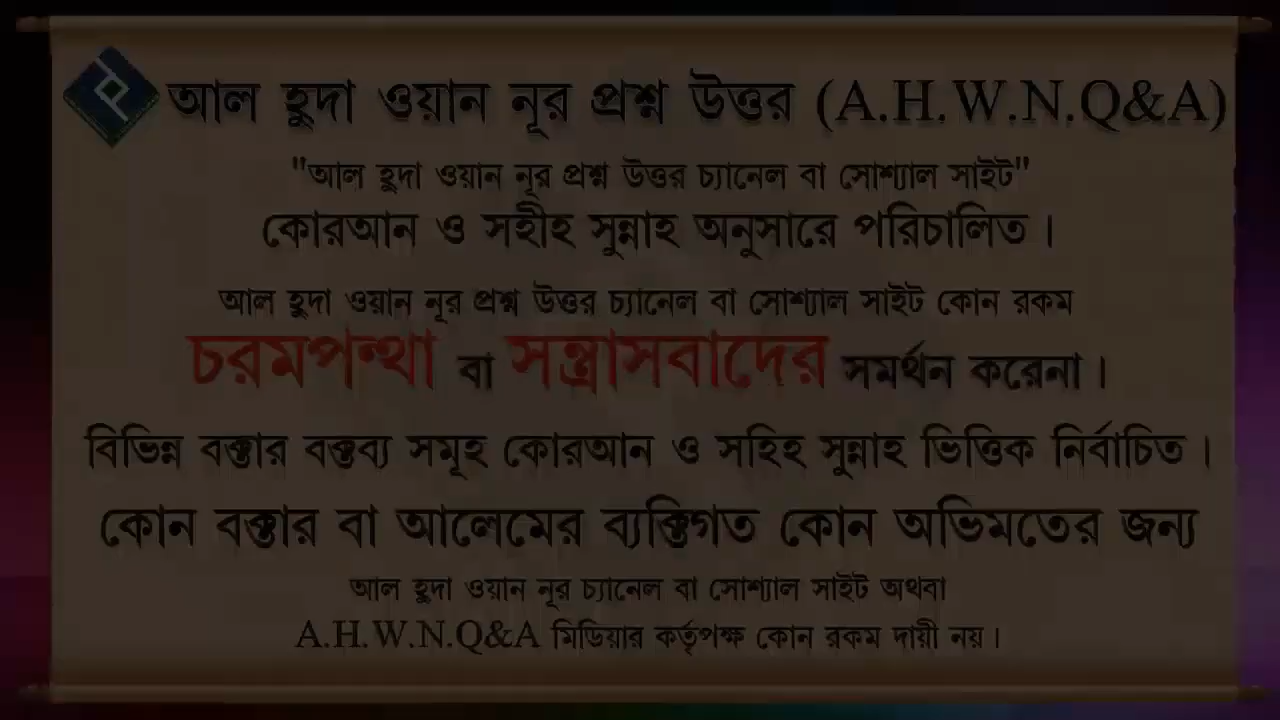 আল হুদা ওয়ান নূর প্রশ্ন উত্তর (A.H.W.N.Q&A)
"আল হুদা ওয়ান নূর প্রশ্ন উত্তর চ্যানেল বা সোশ্যাল সাইট"
কোরআন ও সহীহ সুন্নাহ অনুসারে পরিচালিত ।
আল হুদা ওয়ান নূর প্রশ্ন উত্তর চ্যানেল বা সোশ্যাল সাইট কোন রকম
চরমপন্থা বা সন্ত্রাসবাদের সমর্থন করেনা ।
বিভিন্ন বক্তার বক্তব্য সমূহ কোরআন ও সহিহ সুন্নাহ ভিত্তিক নির্বাচিত ।
কোন বক্তার বা আলেমের ব্যক্তিগত কোন অভিমতের জন্য
আল হুদা ওয়ান নূর চ্যানেল বা সোশ্যাল সাইট অথবা
A.H.W.N.Q&A মিডিয়ার কর্তৃপক্ষ কোন রকম দায়ী নয় ।